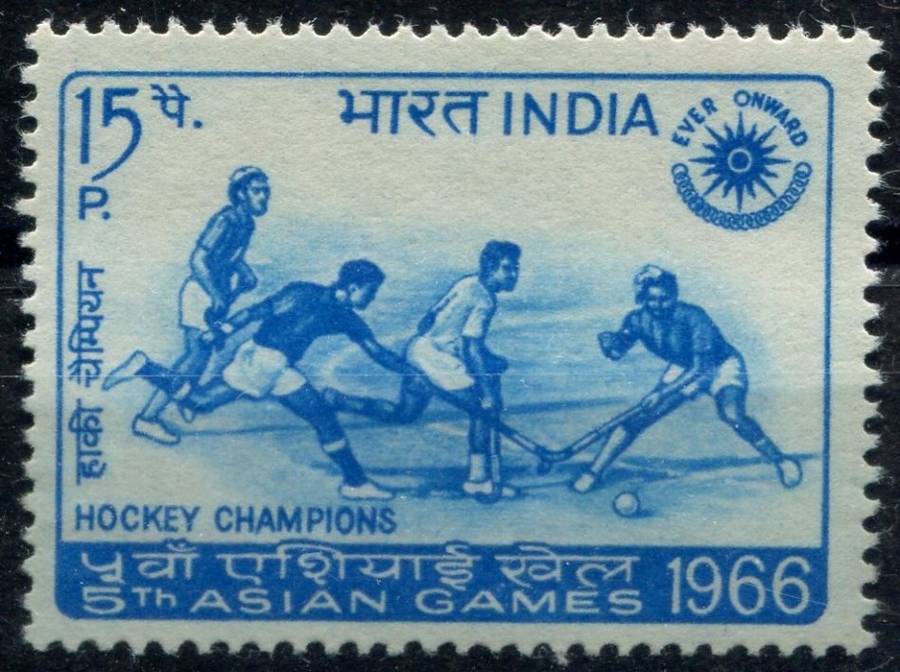 15 पै.
P.
भारत INDIA
EVER ONWARD
हाकी चैम्पियन
HOCKEY CHAMPIONS
५वाँ एशियाई खेल
5Th ASIAN GAMES 1966